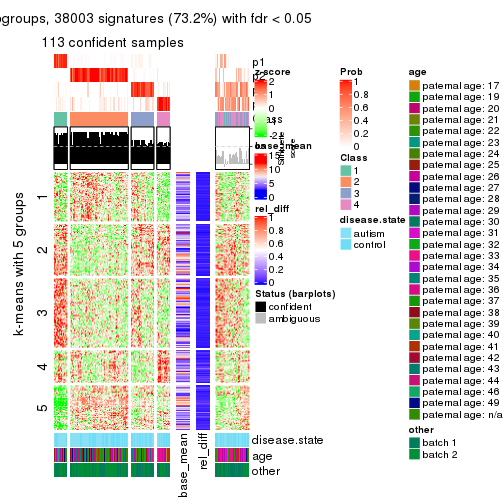 ogroups, 38003 signatures (73.2%) with fdr < 0.05
113 confident samples
p1
z-score
2
1
0
-2
base_mean
15
10
5
0
rel_diff
1
0.8
0.6
0.4
0.2
0
Status (barplots)
confident
ambiguous
Silhouette
score
Prob
1
0.8
0.6
0.4
0.2
0
Class
1
2
3
4
disease.state
autism
control
age
paternal age: 17
paternal age: 19
paternal age: 20
paternal age: 21
paternal age: 22
paternal age: 23
paternal age: 24
paternal age: 25
paternal age: 26
paternal age: 27
paternal age: 28
paternal age: 29
paternal age: 30
paternal age: 31
paternal age: 32
paternal age: 33
paternal age: 34
paternal age: 35
paternal age: 36
paternal age: 37
paternal age: 38
paternal age: 39
paternal age: 40
paternal age: 41
paternal age: 42
paternal age: 43
paternal age: 44
paternal age: 46
paternal age: 49
paternal age: n/a
other
batch 1
batch 2
k-means with 5 groups
1
2
3
4
5
disease.state
age
other
base_mean
rel_diff